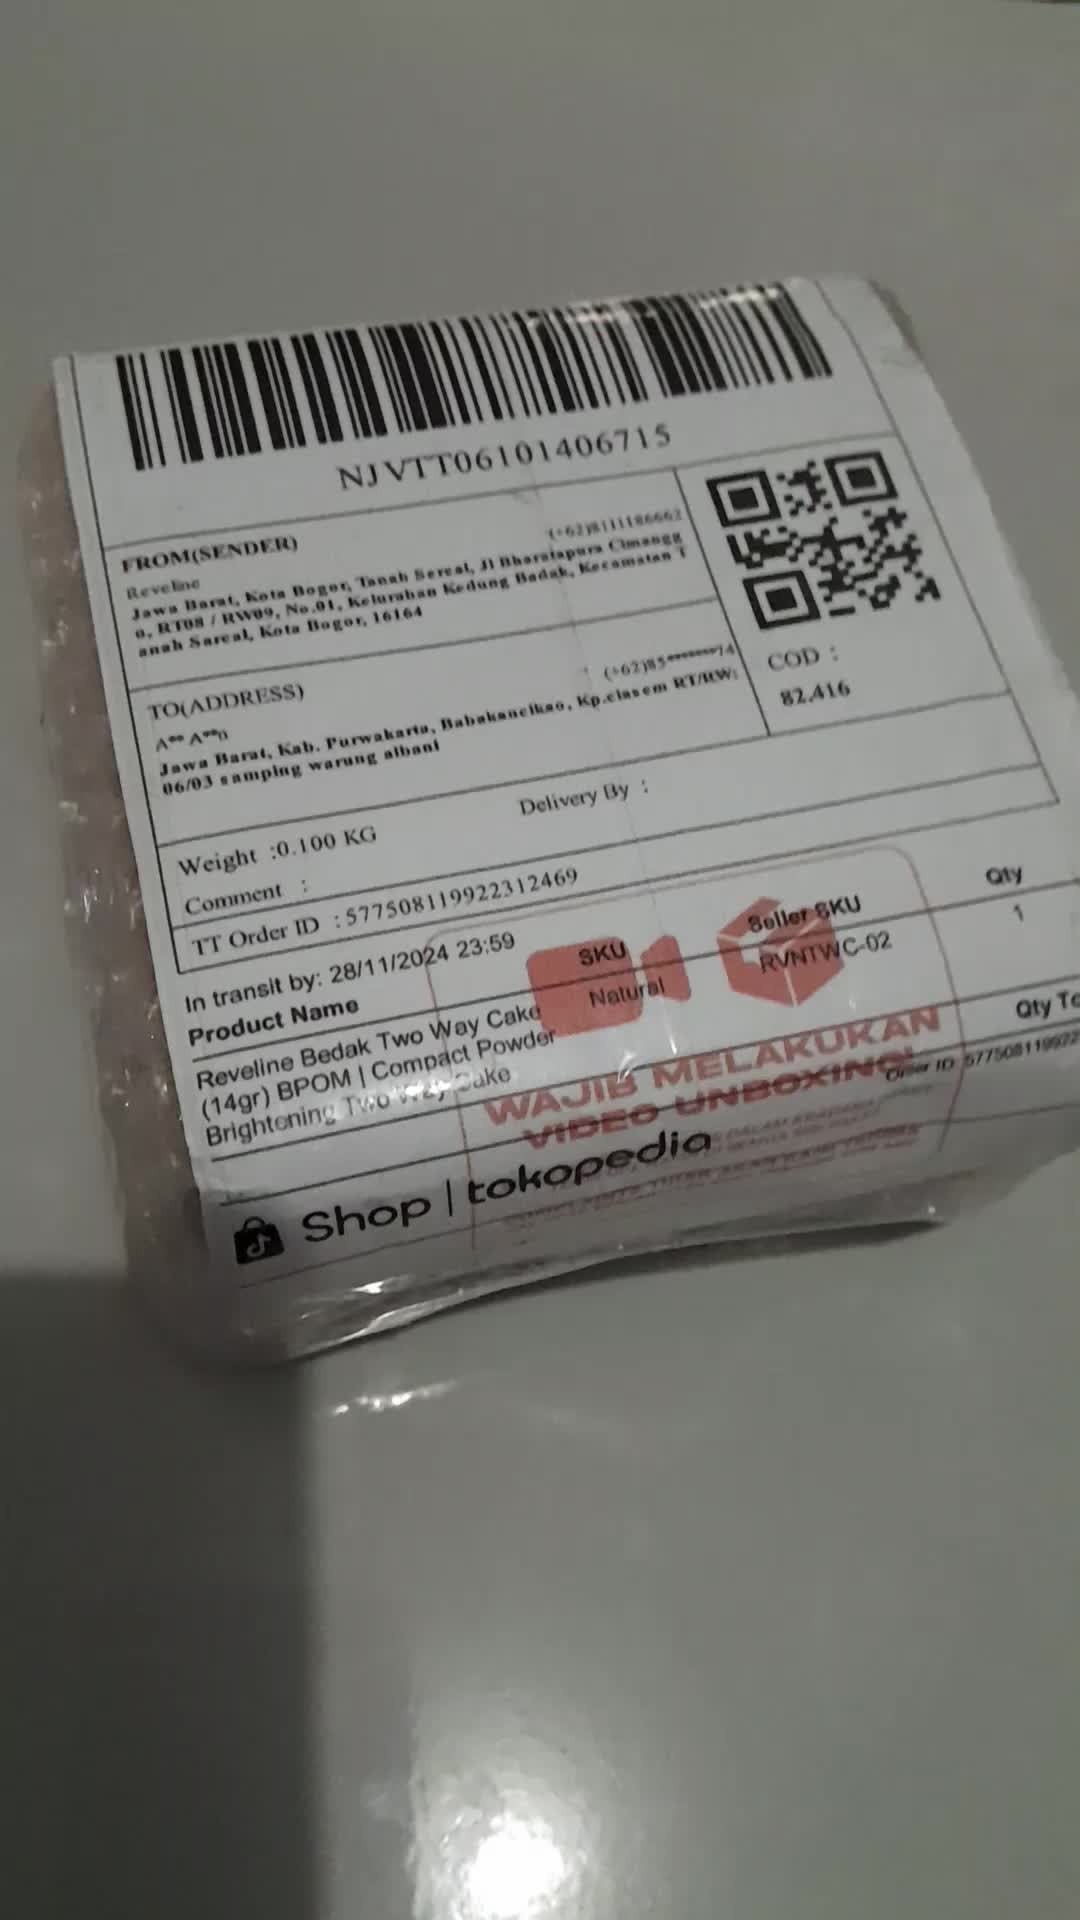 NJVTT06101406715
FROM(SENDER)
(+62)8111186662
Reveline
Jawa Barat, Kota Bogor, Tanah Sereal, Jl Bharatapura Cimangg
u, RT08 / RW09, No.01, Kelurahan Kedung Badak, Kecamatan T
anah Sareal, Kota Bogor, 16164
TO(ADDRESS)
(+62)85*******74
A** A**n
Jawa Barat, Kab. Purwakarta, Babakancikao, Kp.ciasem RT/RW:
06/03 samping warung albani
COD :
82.416
Weight :0.100 KG
Delivery By :
Comment :
TT Order ID : 577508119922312469
In transit by: 28/11/2024 23:59
Product Name SKU Seller SKU Qty
Reveline Bedak Two Way Cake Natural RVNTWC-02 1
(14gr) BPOM | Compact Powder
Brightening Two Way Cake
Qty To
Order ID: 577508119922
WAJIB MELAKUKAN
VIDEO UNBOXING!
Shop | tokopedia